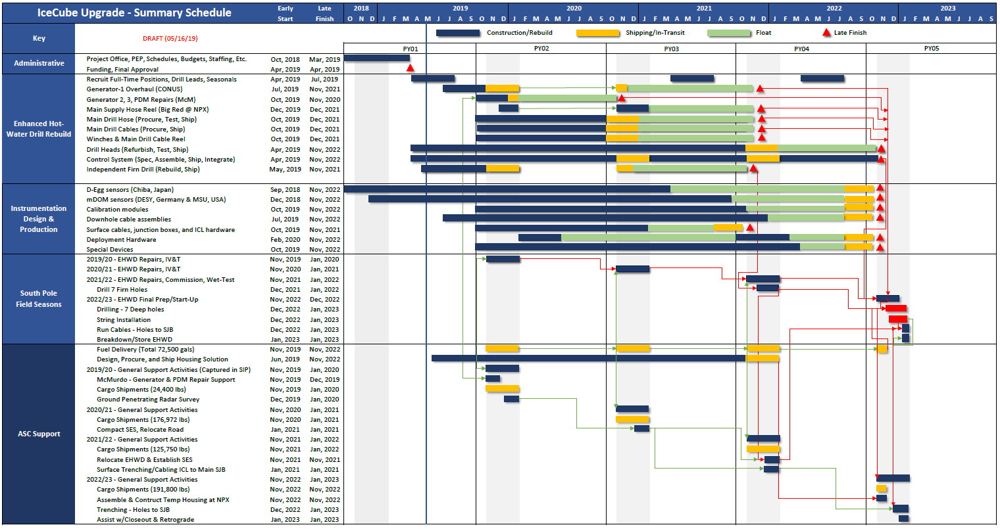 IceCube Upgrade - Summary Schedule Early Start Late Finish 2018 2019 2020 2021 2022 2023
O N D J F M A M J J A S O N D J F M A M J J A S O N D J F M A M J J A S O N D J F M A M J J A S O N D J F M A M J J A S
Key DRAFT (05/16/19) Construction/Rebuild Shipping/In-Transit Float Late Finish
PY01 PY02 PY03 PY04 PY05
Administrative
Project Office, PEP, Schedules, Budgets, Staffing, Etc. Oct, 2018 Mar, 2019
Funding, Final Approval Apr, 2019 Apr, 2019
Enhanced Hot-Water Drill Rebuild
Recruit Full-Time Positions, Drill Leads, Seasonals Apr, 2019 Jul, 2019
Generator-1 Overhaul (CONUS) Jul, 2019 Nov, 2021
Generator 2, 3, PDM Repairs (McM) Oct, 2019 Nov, 2020
Main Supply Hose Reel (Big Red @ NPX) Dec, 2019 Dec, 2021
Main Drill Hose (Procure, Test, Ship) Oct, 2019 Dec, 2021
Main Drill Cables (Procure, Ship) Oct, 2019 Dec, 2021
Winches & Main Drill Cable Reel Oct, 2019 Dec, 2021
Drill Heads (Refurbish, Test, Ship) Apr, 2019 Nov, 2022
Control System (Spec, Assemble, Ship, Integrate) Apr, 2019 Nov, 2022
Independent Firn Drill (Rebuild, Ship) May, 2019 Nov, 2021
Instrumentation Design & Production
D-Egg sensors (Chiba, Japan) Sep, 2018 Nov, 2022
mDOM sensors (DESY, Germany & MSU, USA) Dec, 2018 Nov, 2022
Calibration modules Oct, 2019 Nov, 2022
Downhole cable assemblies Jul, 2019 Nov, 2022
Surface cables, junction boxes, and ICL hardware Oct, 2019 Nov, 2021
Deployment Hardware Feb, 2020 Nov, 2022
Special Devices Oct, 2019 Nov, 2022
South Pole Field Seasons
2019/20 - EHWD Repairs, IV&T Nov, 2019 Jan, 2020
2020/21 - EHWD Repairs, IV&T Nov, 2020 Jan, 2021
2021/22 - EHWD Repairs, Commission, Wet-Test Nov, 2021 Jan, 2022
Drill 7 Firn Holes Dec, 2021 Jan, 2022
2022/23 - EHWD Final Prep/Start-Up Nov, 2022 Dec, 2022
Drilling - 7 Deep holes Dec, 2022 Jan, 2023
String Installation Dec, 2022 Jan, 2023
Run Cables - Holes to SJB Dec, 2022 Jan, 2023
Breakdown/Store EHWD Jan, 2023 Jan, 2023
ASC Support
Fuel Delivery (Total 72,500 gals) Nov, 2019 Nov, 2022
Design, Procure, and Ship Housing Solution Jun, 2019 Nov, 2022
2019/20 - General Support Activities (Captured in SIP) Nov, 2019 Jan, 2020
McMurdo - Generator & PDM Repair Support Nov, 2019 Dec, 2019
Cargo Shipments (24,400 lbs) Nov, 2019 Jan, 2020
Ground Penetrating Radar Survey Dec, 2019 Jan, 2020
2020/21 - General Support Activities Nov, 2020 Jan, 2021
Cargo Shipments (176,972 lbs) Nov, 2020 Jan, 2021
Compact SES, Relocate Road Jan, 2021 Jan, 2021
2021/22 - General Support Activities Nov, 2021 Jan, 2022
Cargo Shipments (125,750 lbs) Nov, 2021 Jan, 2022
Relocate EHWD & Establish SES Nov, 2021 Nov, 2021
Surface Trenching/Cabling ICL to Main SJB Jan, 2021 Jan, 2021
2022/23 - General Support Activities Nov, 2022 Jan, 2023
Cargo Shipments (191,800 lbs) Nov, 2022 Nov, 2022
Assemble & Contruct Temp Housing at NPX Nov, 2022 Nov, 2022
Trenching - Holes to SJB Dec, 2022 Jan, 2023
Assist w/Closeout & Retrograde Jan, 2023 Jan, 2023